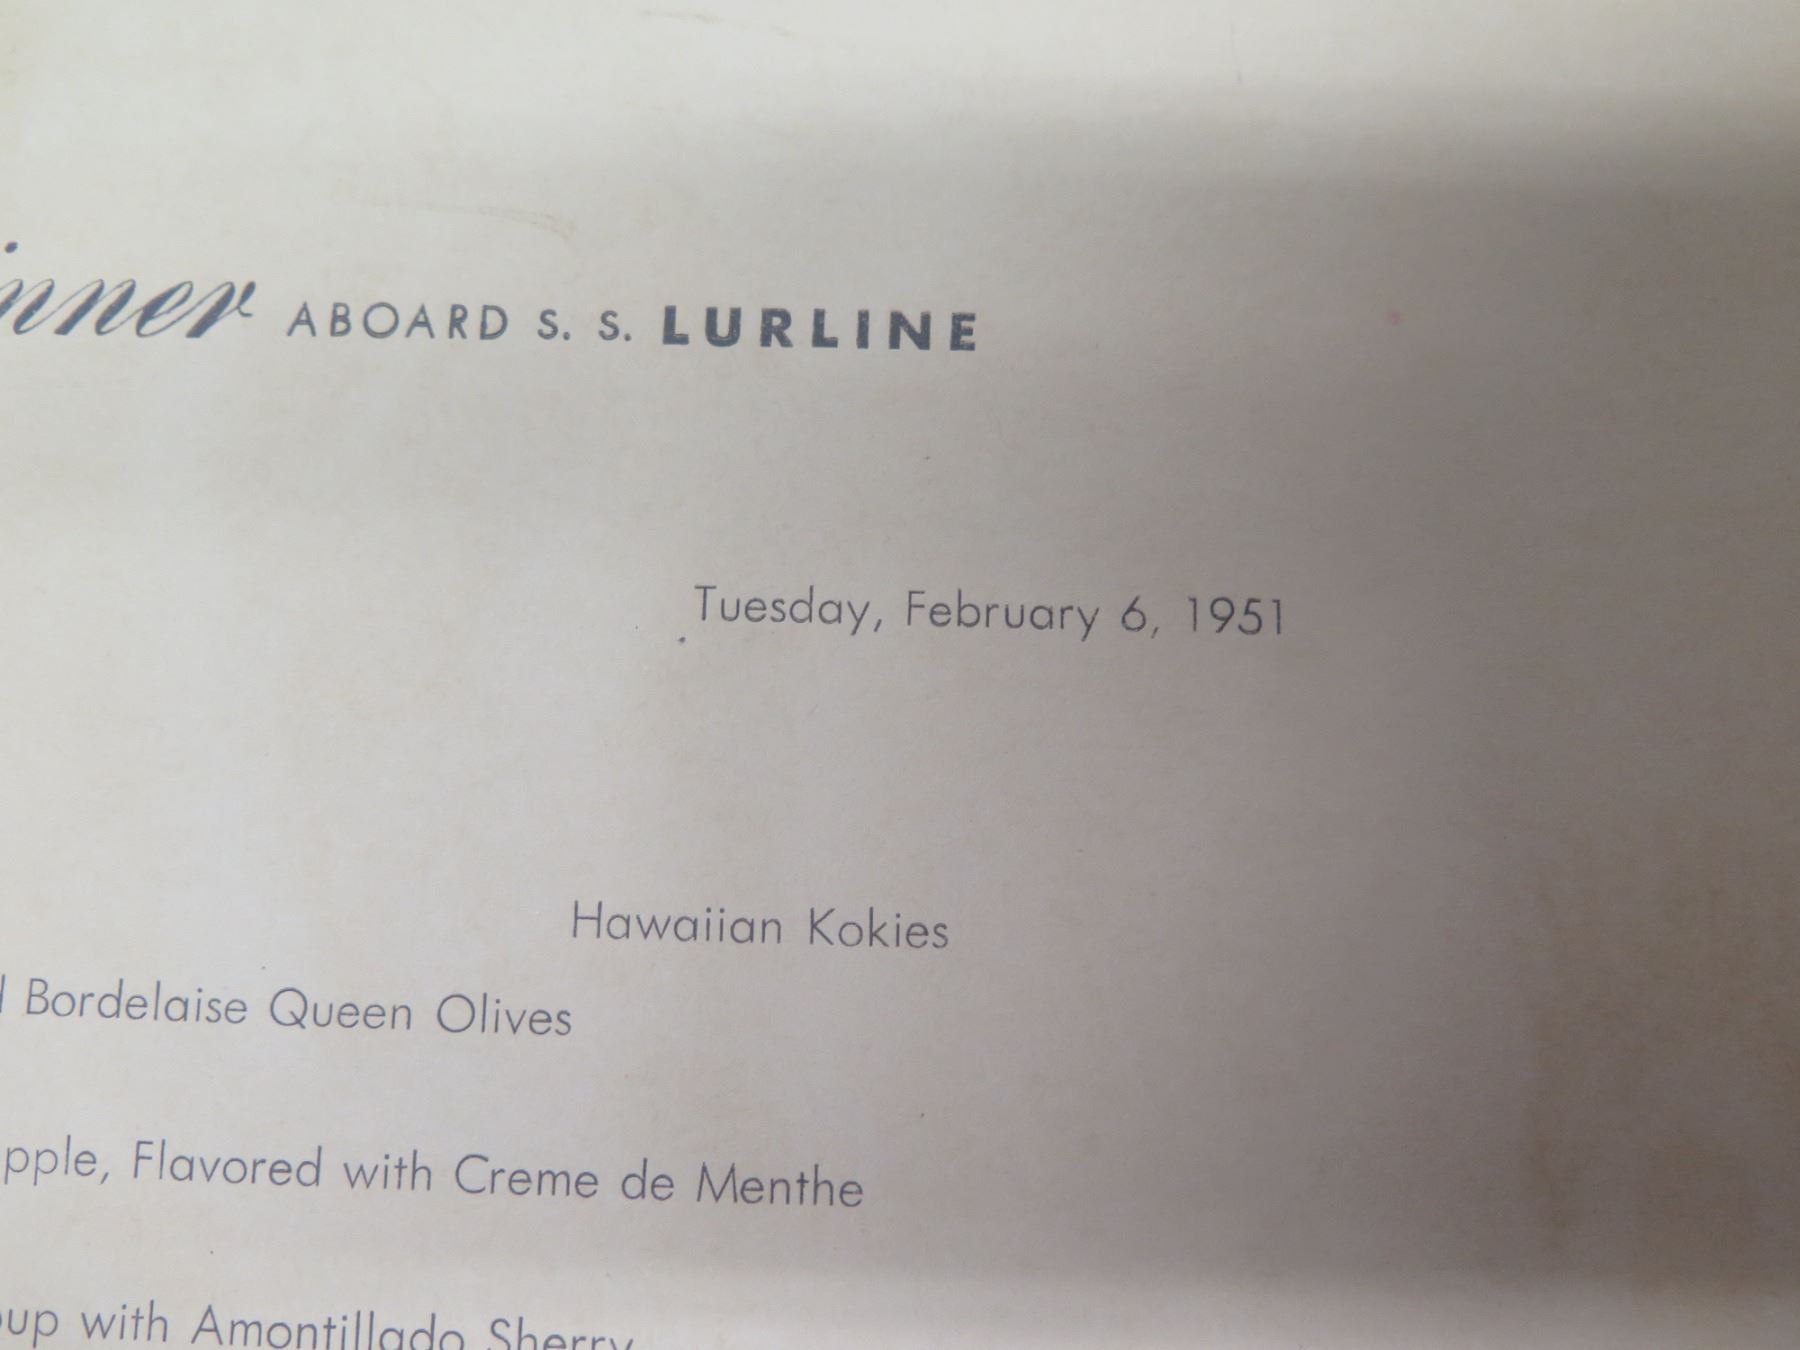 inner ABOARD S. S. LURLINE
Tuesday, February 6, 1951
Hawaiian Kokies
Bordelaise Queen Olives
pple, Flavored with Creme de Menthe
oup with Amontillado Sherry